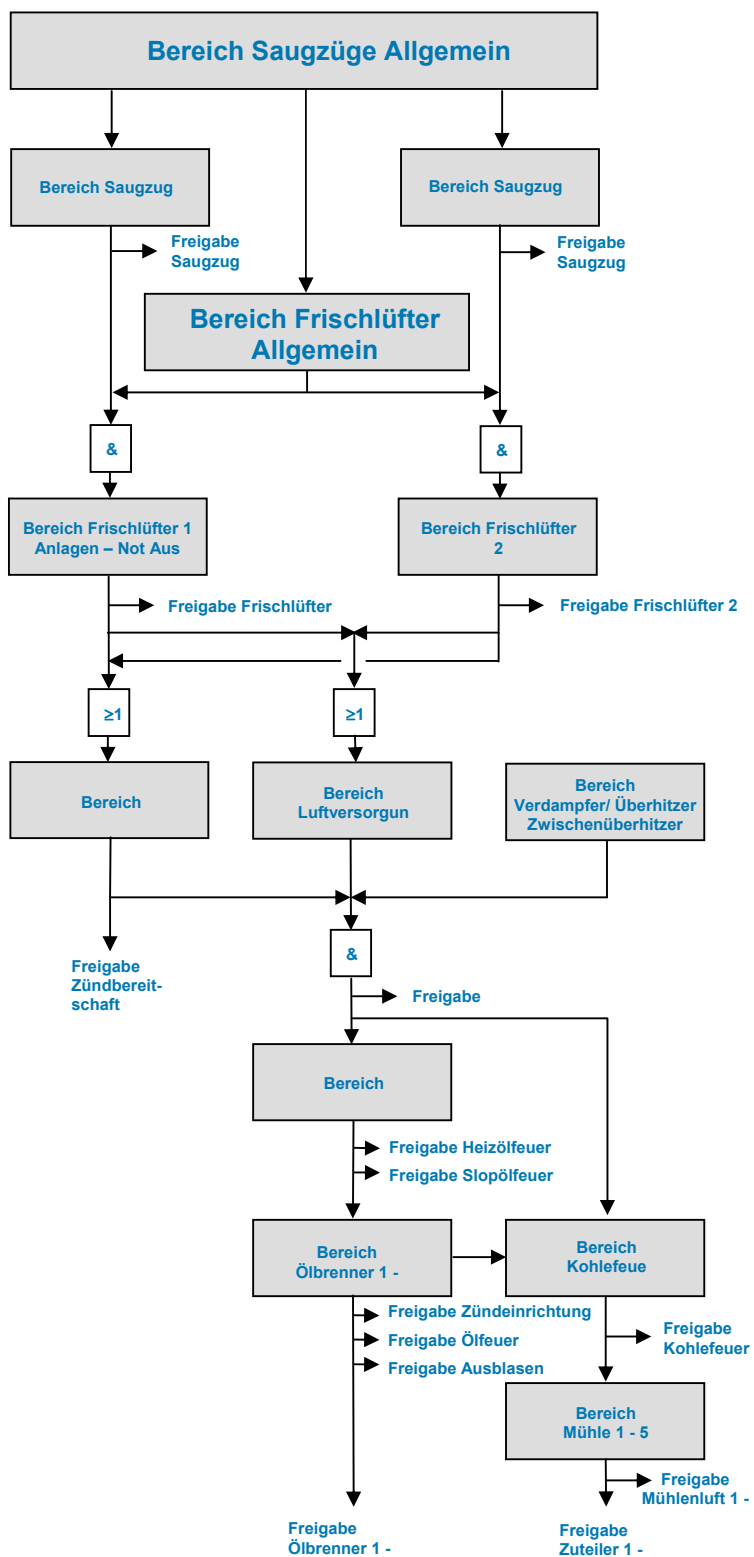 Bereich Saugzüge Allgemein
Bereich Saugzug
Bereich Saugzug
Freigabe
Saugzug
Freigabe
Saugzug
Bereich Frischlüfter
Allgemein
&
&
Bereich Frischlüfter 1
Anlagen – Not Aus
Bereich Frischlüfter
2
Freigabe Frischlüfter
Freigabe Frischlüfter 2
≥1
≥1
Bereich
Bereich
Luftversorgun
Bereich
Verdampfer/ Überhitzer
Zwischenüberhitzer
&
Freigabe
Zündbereit-
schaft
Freigabe
Bereich
Freigabe Heizölfeuer
Freigabe Slopölfeuer
Bereich
Ölbrenner 1 -
Bereich
Kohlefeue
Freigabe Zündeinrichtung
Freigabe Ölfeuer
Freigabe Ausblasen
Freigabe
Kohlefeuer
Bereich
Mühle 1 - 5
Freigabe
Mühlenluft 1 -
Freigabe
Ölbrenner 1 -
Freigabe
Zuteiler 1 -